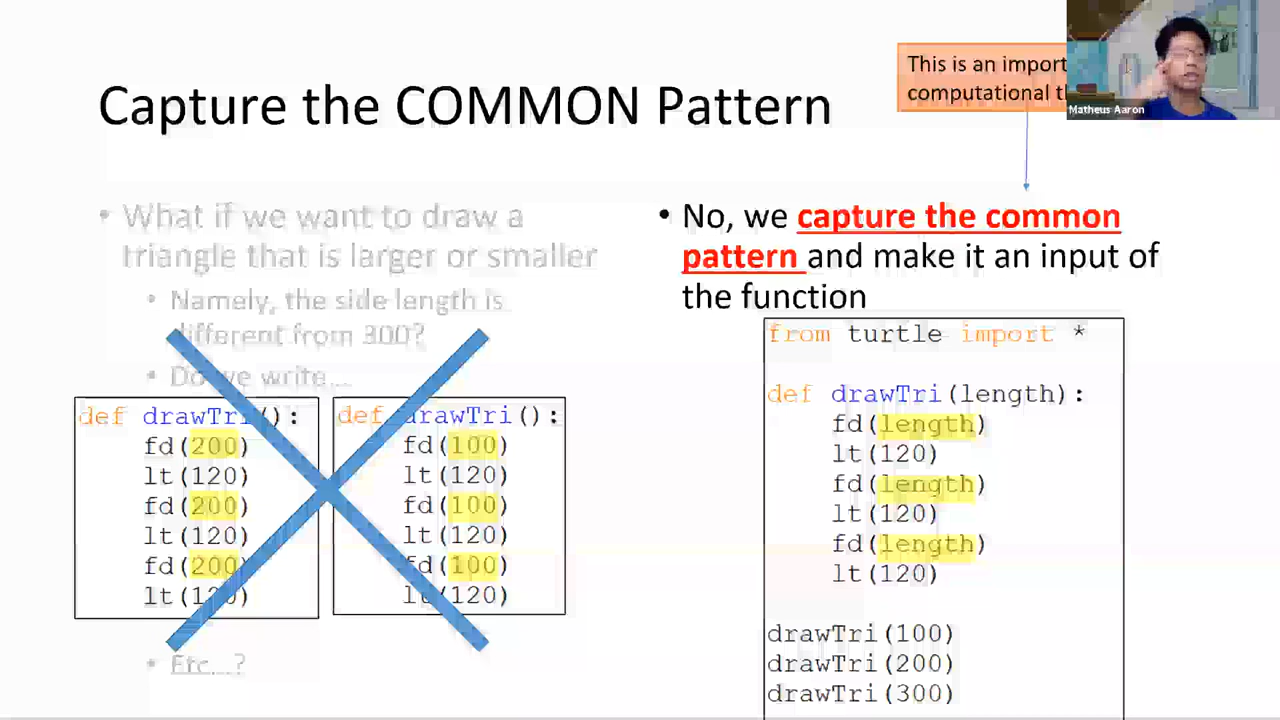 Capture the COMMON Pattern
This is an import
computational t
Matheus Aaron
• What if we want to draw a
triangle that is larger or smaller
• Namely, the side length is
different from 300?
• Do we write…
def drawTri():
fd(200)
lt(120)
fd(200)
lt(120)
fd(200)
lt(120)
def drawTri():
fd(100)
lt(120)
fd(100)
lt(120)
fd(100)
lt(120)
• Etc…?
• No, we capture the common
pattern and make it an input of
the function
from turtle import *
def drawTri(length):
fd(length)
lt(120)
fd(length)
lt(120)
fd(length)
lt(120)
drawTri(100)
drawTri(200)
drawTri(300)